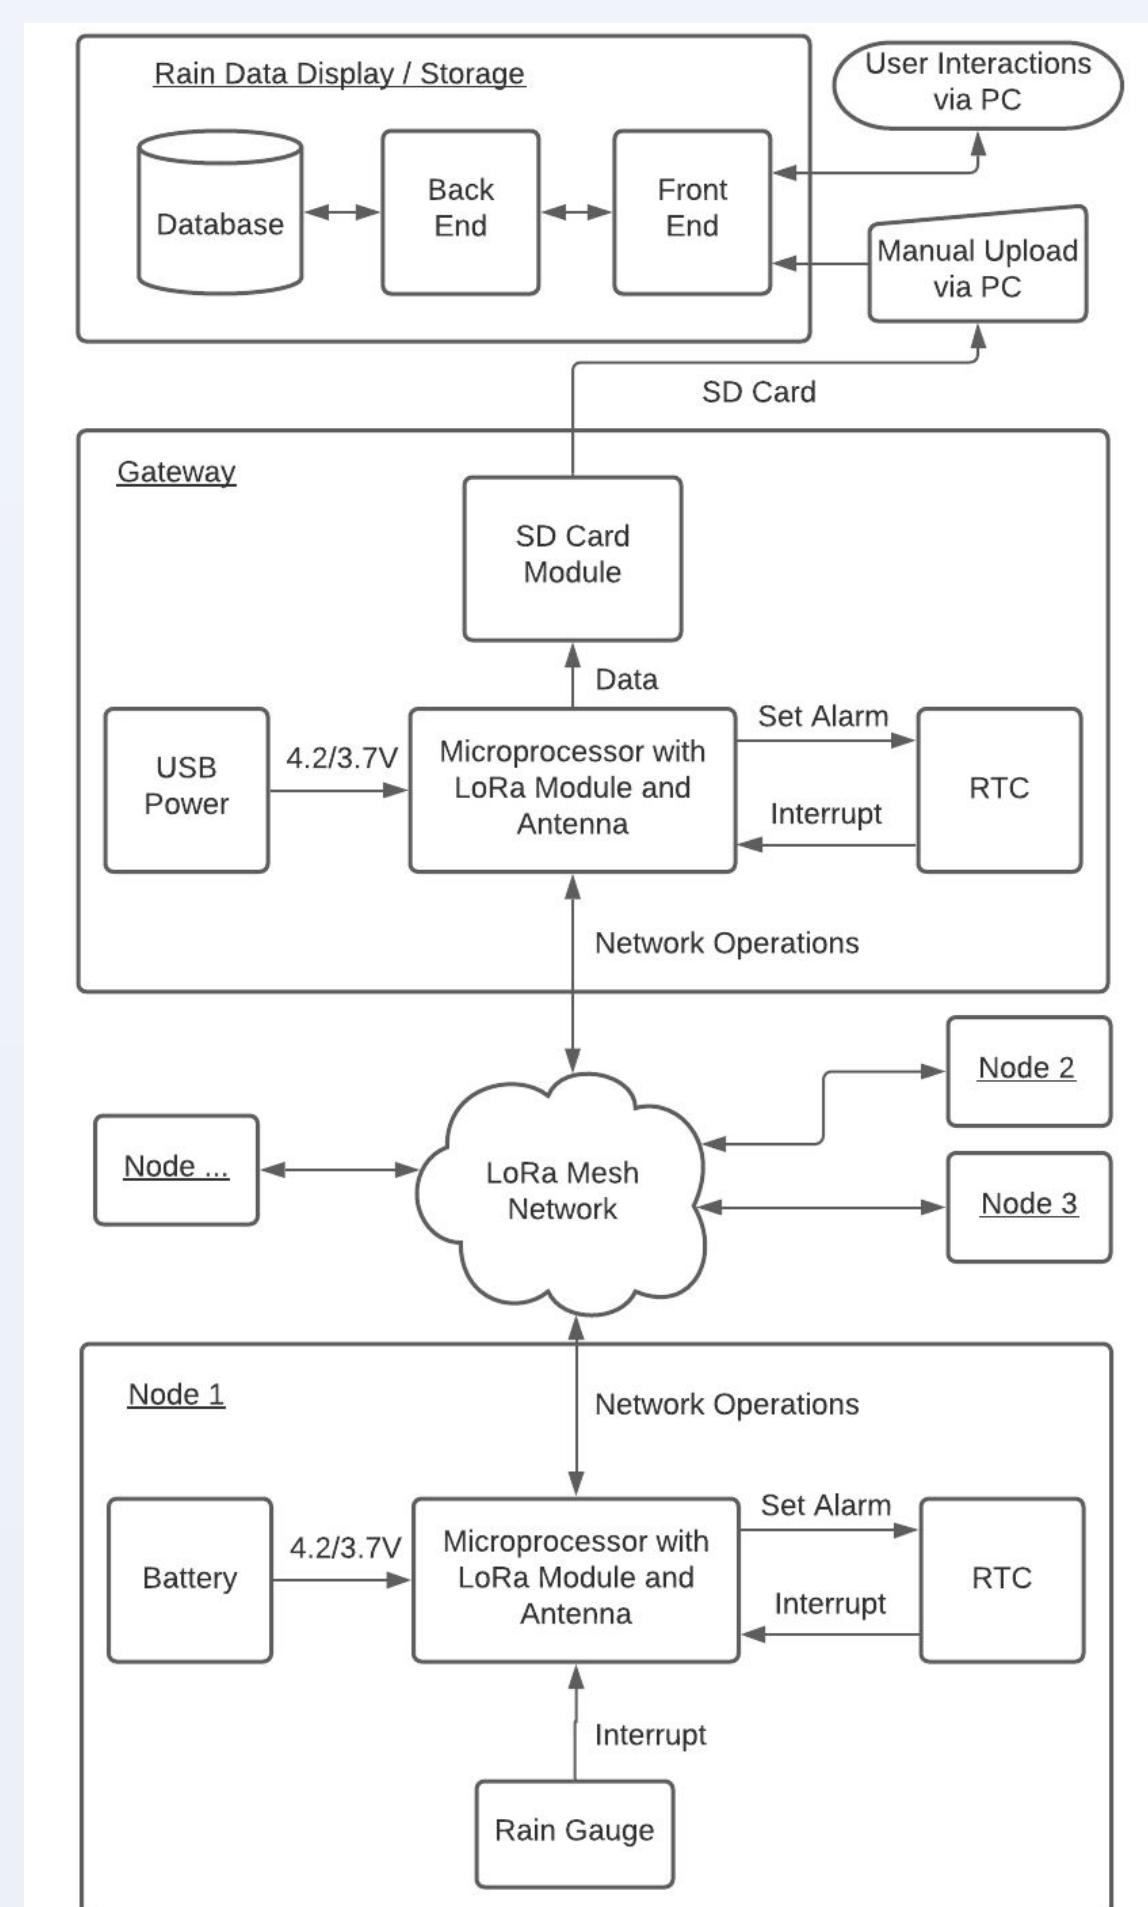 Rain Data Display / Storage
User Interactions
via PC
Database
Back
End
Front
End
Manual Upload
via PC
SD Card
Gateway
SD Card
Module
Data
USB
Power
4.2/3.7V
Microprocessor with
LoRa Module and
Antenna
Set Alarm
Interrupt
RTC
Network Operations
Node 2
Node ...
LoRa Mesh
Network
Node 3
Node 1
Network Operations
Battery
4.2/3.7V
Microprocessor with
LoRa Module and
Antenna
Set Alarm
Interrupt
RTC
Interrupt
Rain Gauge